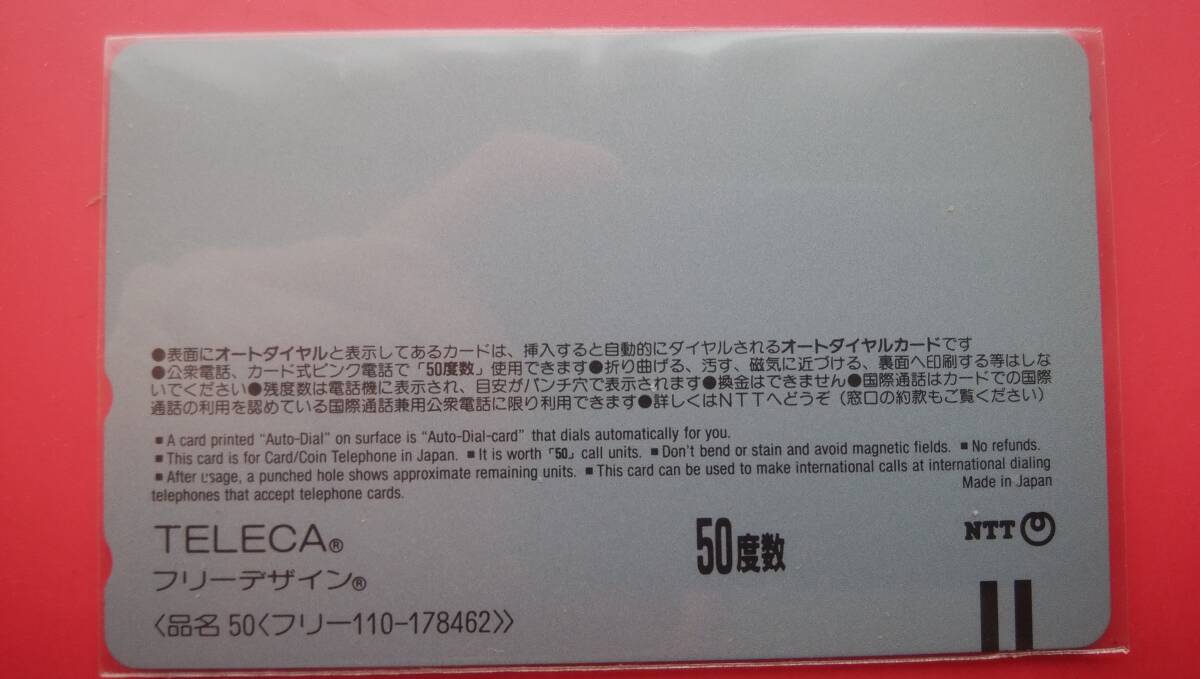 ●表面にオートダイヤルと表示してあるカードは、挿入すると自動的にダイヤルされるオートダイヤルカードです
●公衆電話、カード式ピンク電話で「50度数」使用できます●折り曲げる、汚す、磁気に近づける、裏面へ印刷する等はしな
いでください●残度数は電話機に表示され、目安がパンチ穴で表示されます●換金はできません●国際通話はカードでの国際
通話の利用を認めている国際通話兼用公衆電話に限り利用できます●詳しくはNTTへどうぞ（窓口の約款もご覧ください）
■ A card printed “Auto-Dial” on surface is “Auto-Dial-card” that dials automatically for you.
■ This card is for Card/Coin Telephone in Japan. ■ It is worth「50」call units. ■ Don't bend or stain and avoid magnetic fields. ■ No refunds.
■ After usage, a punched hole shows approximate remaining units. ■ This card can be used to make international calls at international dialing
telephones that accept telephone cards.
Made in Japan
TELECA®
フリーデザイン®
〈品名 50〈フリー110-178462〉〉
50度数
NTT